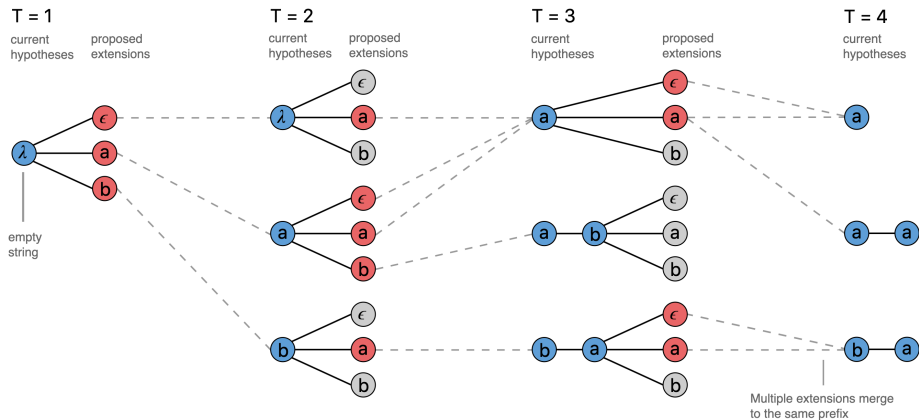 T = 1
T = 2
T = 3
T = 4
current hypotheses
proposed extensions
current hypotheses
proposed extensions
current hypotheses
proposed extensions
current hypotheses
λ
ϵ
a
b
empty string
λ
ϵ
a
b
a
ϵ
a
b
b
ϵ
a
b
a
ϵ
a
b
a
b
ϵ
a
b
b
a
ϵ
a
b
a
a
a
b
a
Multiple extensions merge
to the same prefix